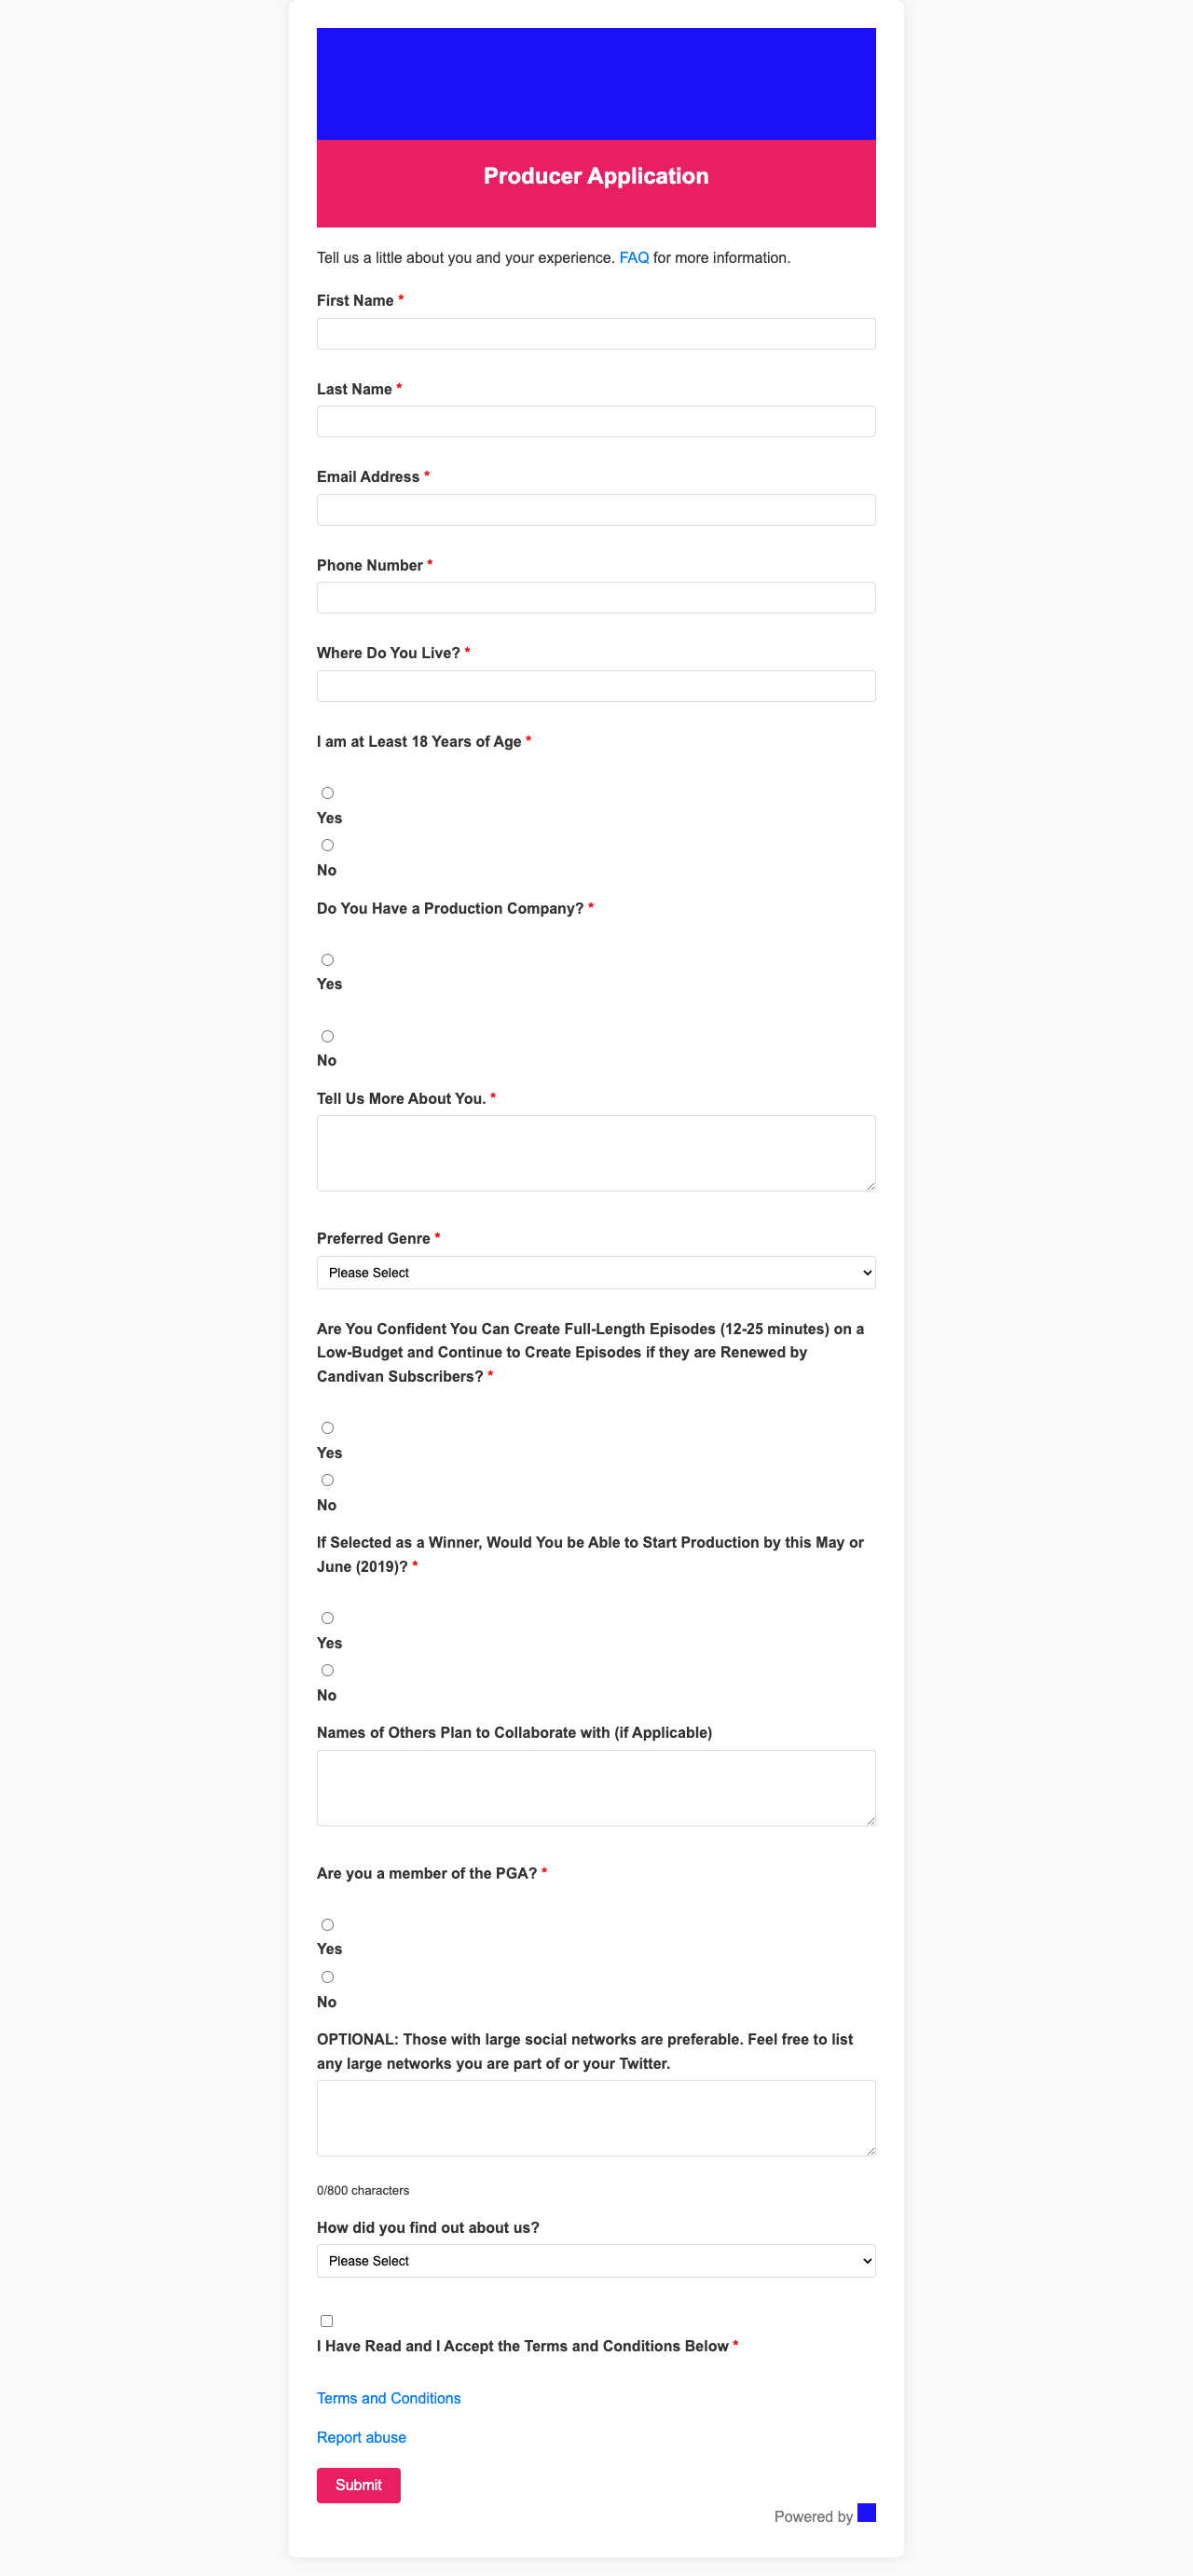 Producer Application
Tell us a little about you and your experience. FAQ for more information.
First Name *
Last Name *
Email Address *
Phone Number *
Where Do You Live? *
I am at Least 18 Years of Age *
Yes
No
Do You Have a Production Company? *
Yes
No
Tell Us More About You. *
Preferred Genre *
Please Select
Are You Confident You Can Create Full-Length Episodes (12-25 minutes) on a
Low-Budget and Continue to Create Episodes if they are Renewed by
Candivan Subscribers? *
Yes
No
If Selected as a Winner, Would You be Able to Start Production by this May or
June (2019)? *
Yes
No
Names of Others Plan to Collaborate with (if Applicable)
Are you a member of the PGA? *
Yes
No
OPTIONAL: Those with large social networks are preferable. Feel free to list
any large networks you are part of or your Twitter.
0/800 characters
How did you find out about us?
Please Select
I Have Read and I Accept the Terms and Conditions Below *
Terms and Conditions
Report abuse
Submit
Powered by